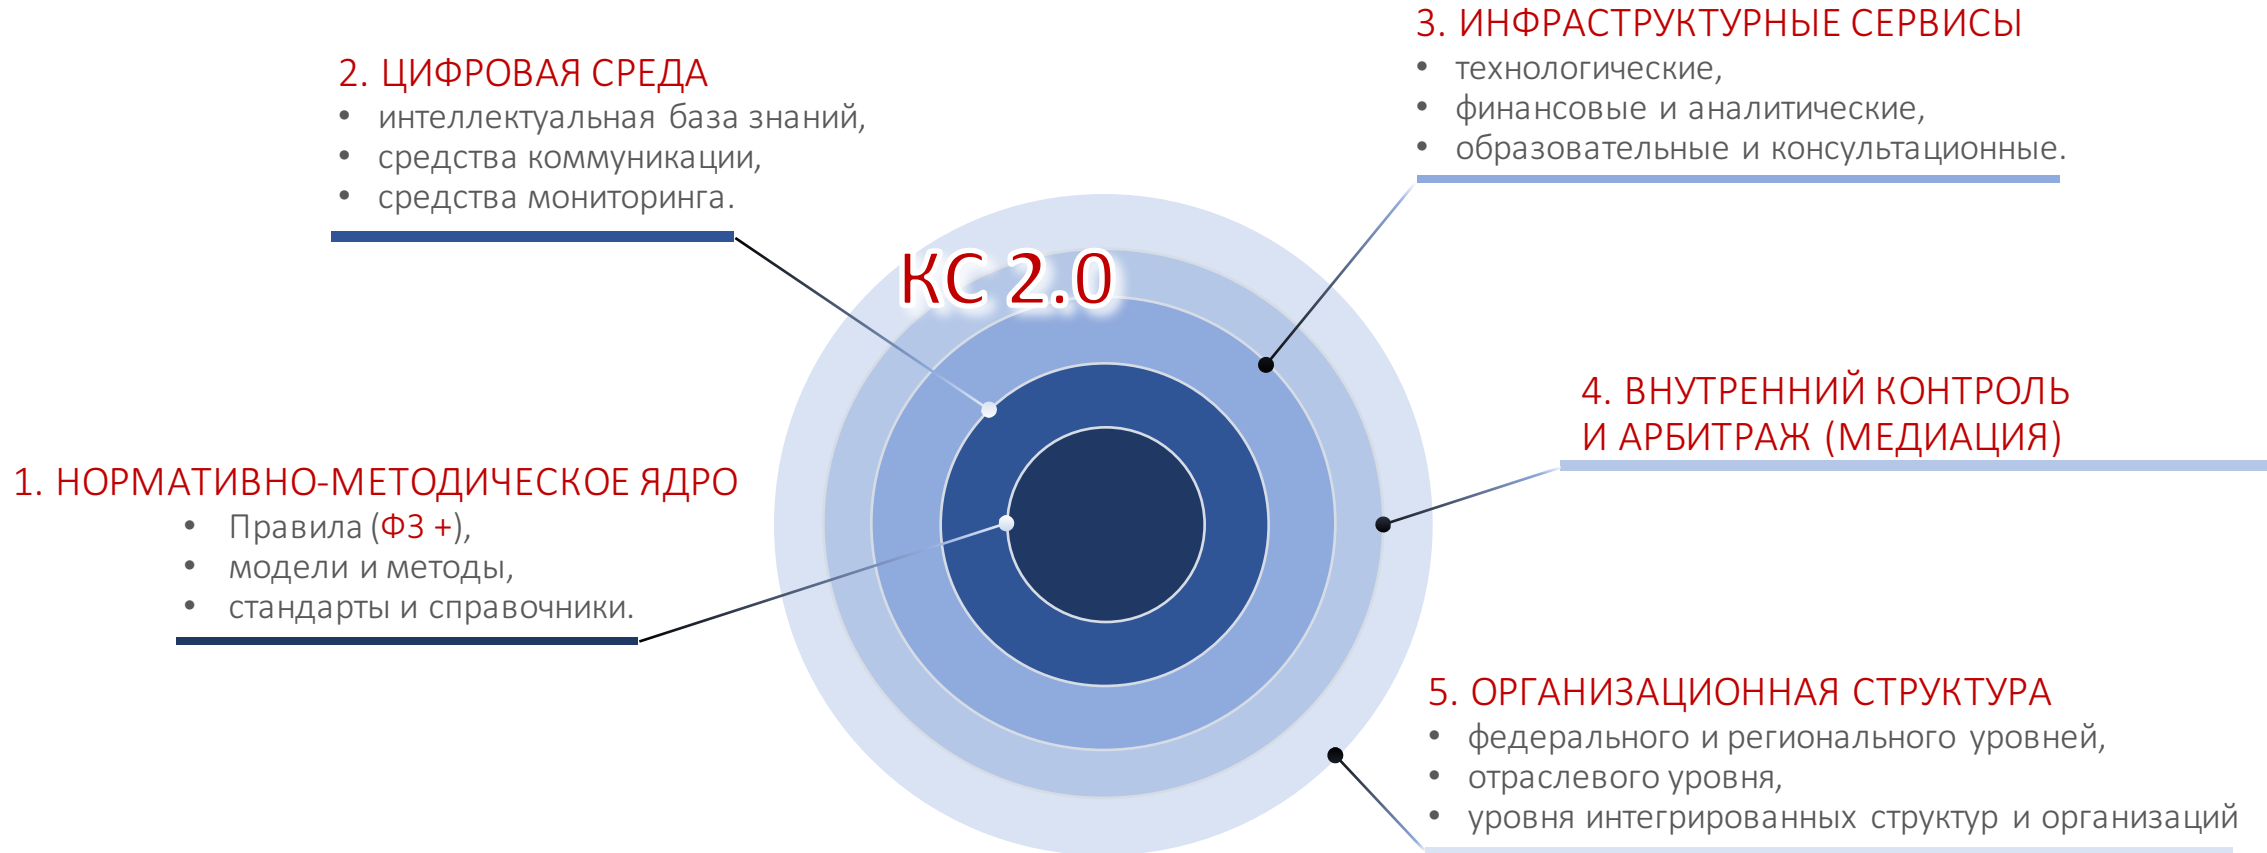 3. ИНФРАСТРУКТУРНЫЕ СЕРВИСЫ
• технологические,
• финансовые и аналитические,
• образовательные и консультационные.
2. ЦИФРОВАЯ СРЕДА
• интеллектуальная база знаний,
• средства коммуникации,
• средства мониторинга.
КС 2.0
4. ВНУТРЕННИЙ КОНТРОЛЬ
И АРБИТРАЖ (МЕДИАЦИЯ)
1. НОРМАТИВНО-МЕТОДИЧЕСКОЕ ЯДРО
• Правила (ФЗ +),
• модели и методы,
• стандарты и справочники.
5. ОРГАНИЗАЦИОННАЯ СТРУКТУРА
• федерального и регионального уровней,
• отраслевого уровня,
• уровня интегрированных структур и организаций